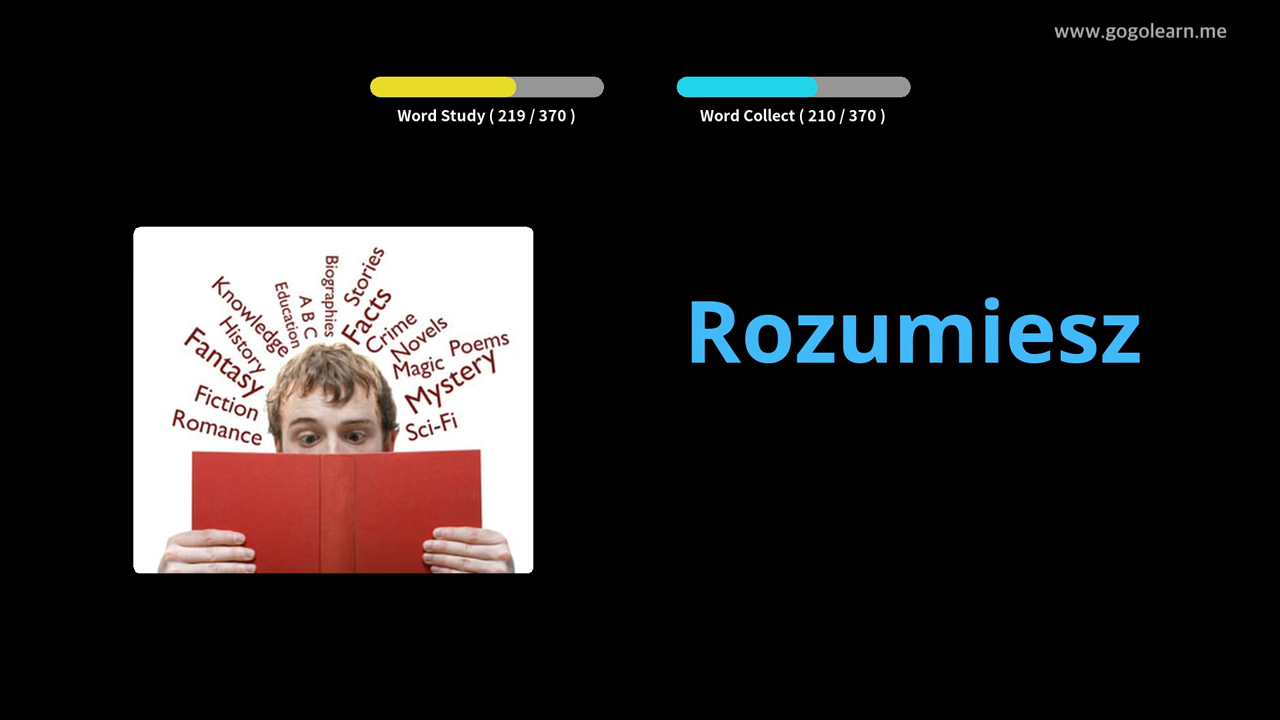 www.gogolearn.me
Word Study ( 219 / 370 )
Word Collect ( 210 / 370 )
Rozumiesz
Biographies
Stories
Education
A B C
Facts
Knowledge
Crime
History
Novels
Fantasy
Magic
Poems
Mystery
Fiction
Romance
Sci-Fi